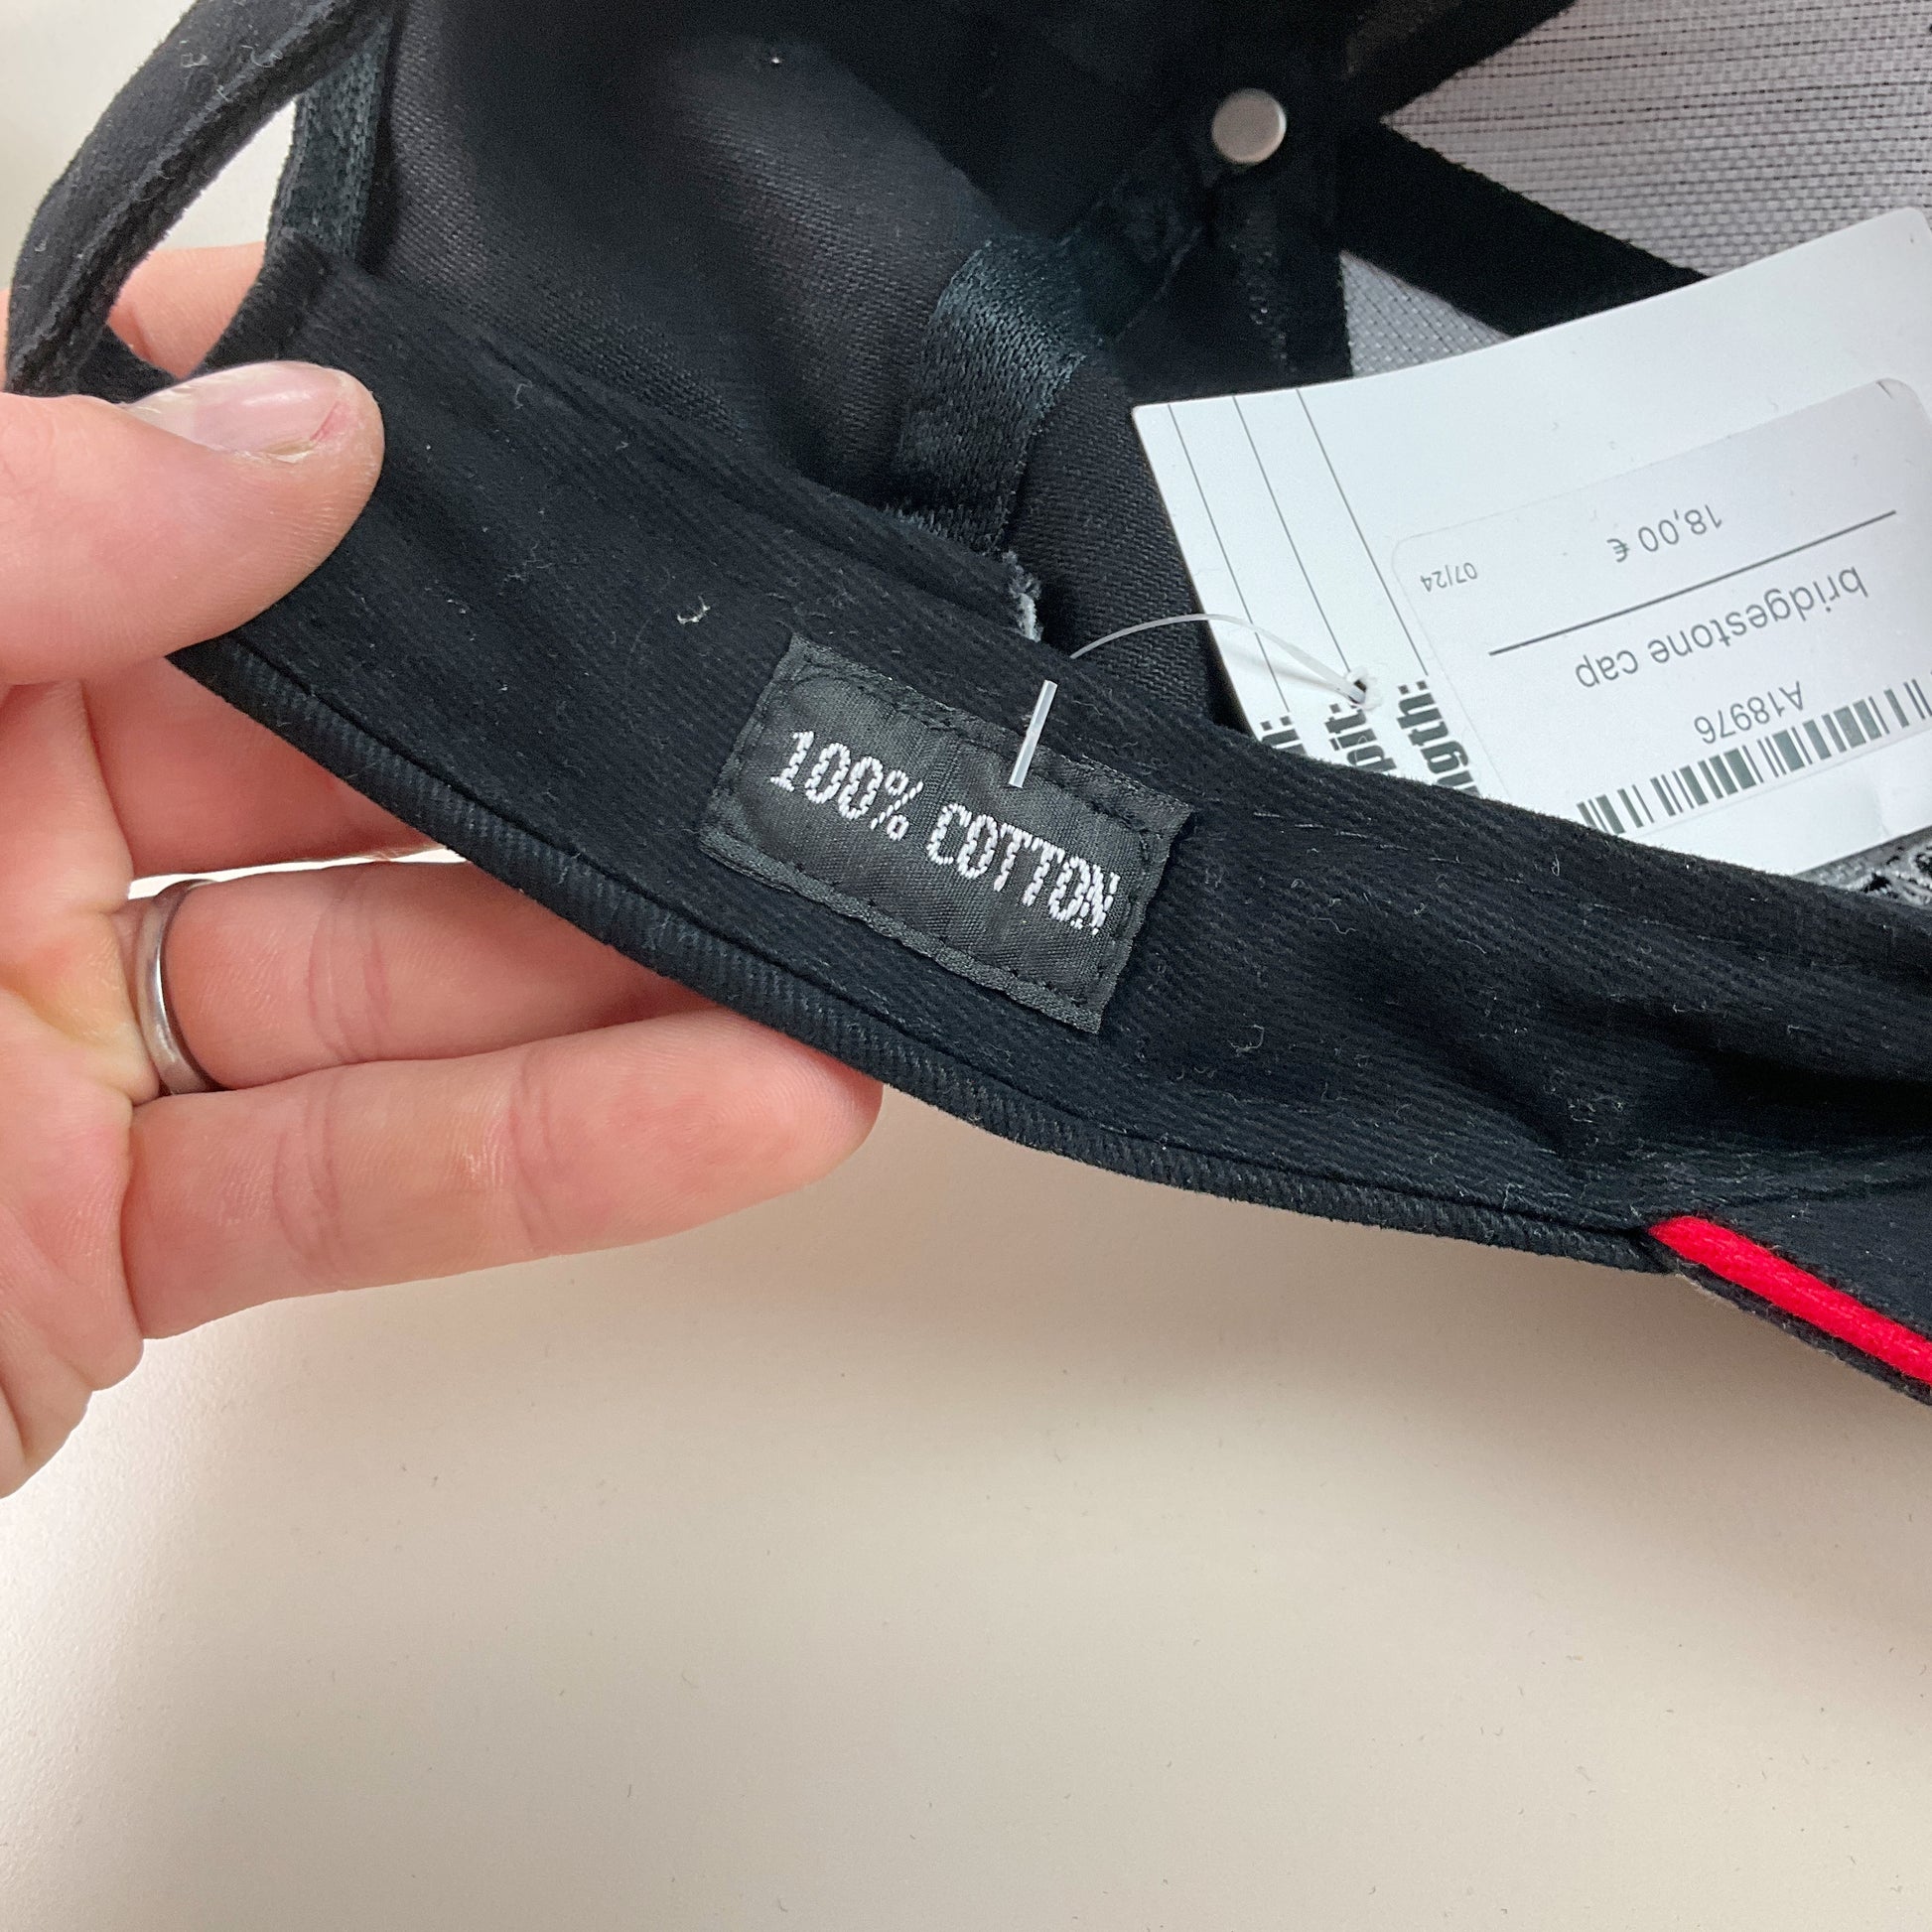 100% COTTON
A18976
bridgestone cap
18,00 €
07/24